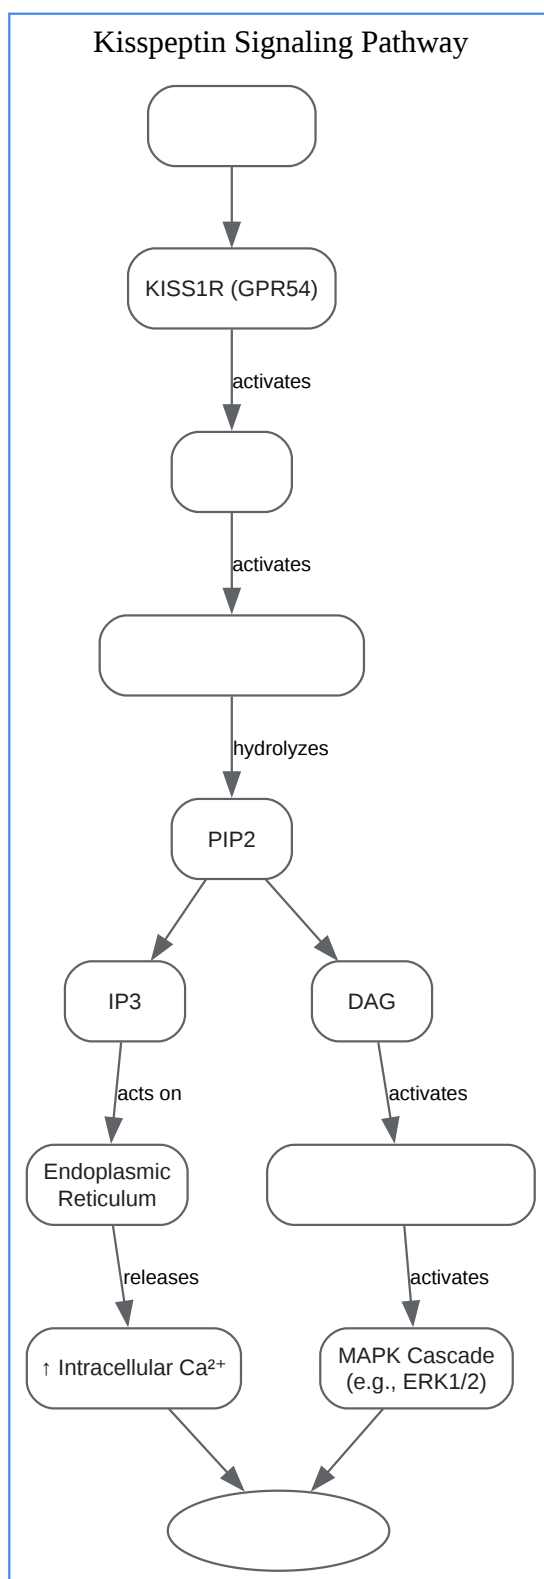 Kisspeptin Signaling Pathway
KISS1R (GPR54)
activates
activates
hydrolyzes
PIP2
IP3
DAG
acts on
activates
Endoplasmic
Reticulum
releases
activates
↑ Intracellular Ca²⁺
MAPK Cascade
(e.g., ERK1/2)